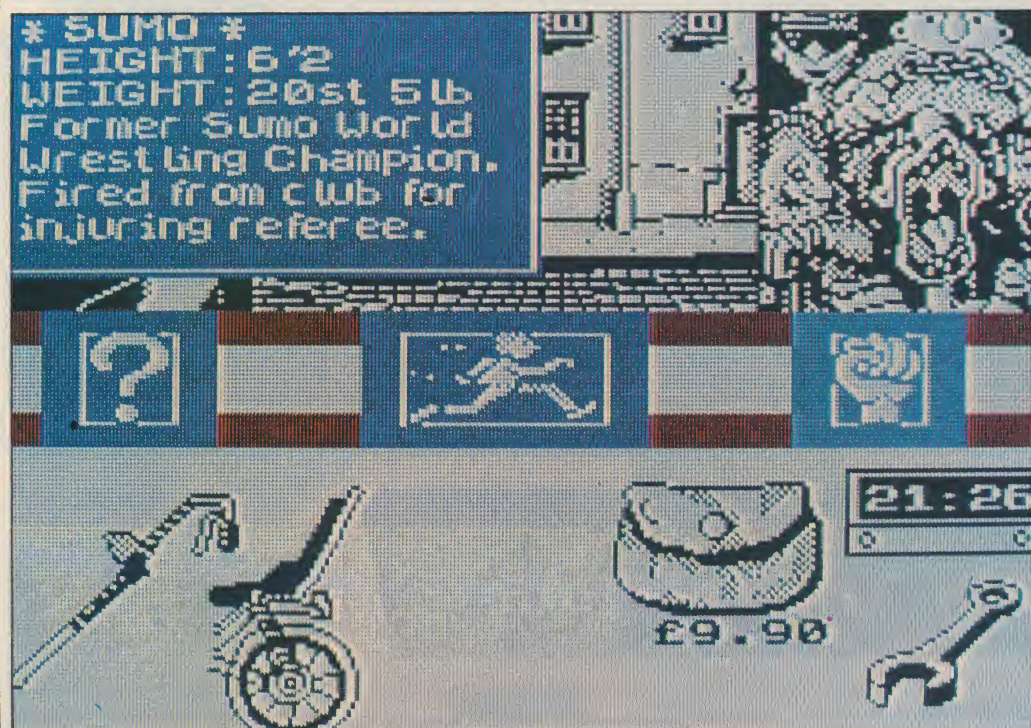 * SUMO *
HEIGHT:6'2
WEIGHT:20st 5lb
Former Sumo World
Wrestling Champion.
Fired from club for
injuring referee.
?
21:26
£9.90